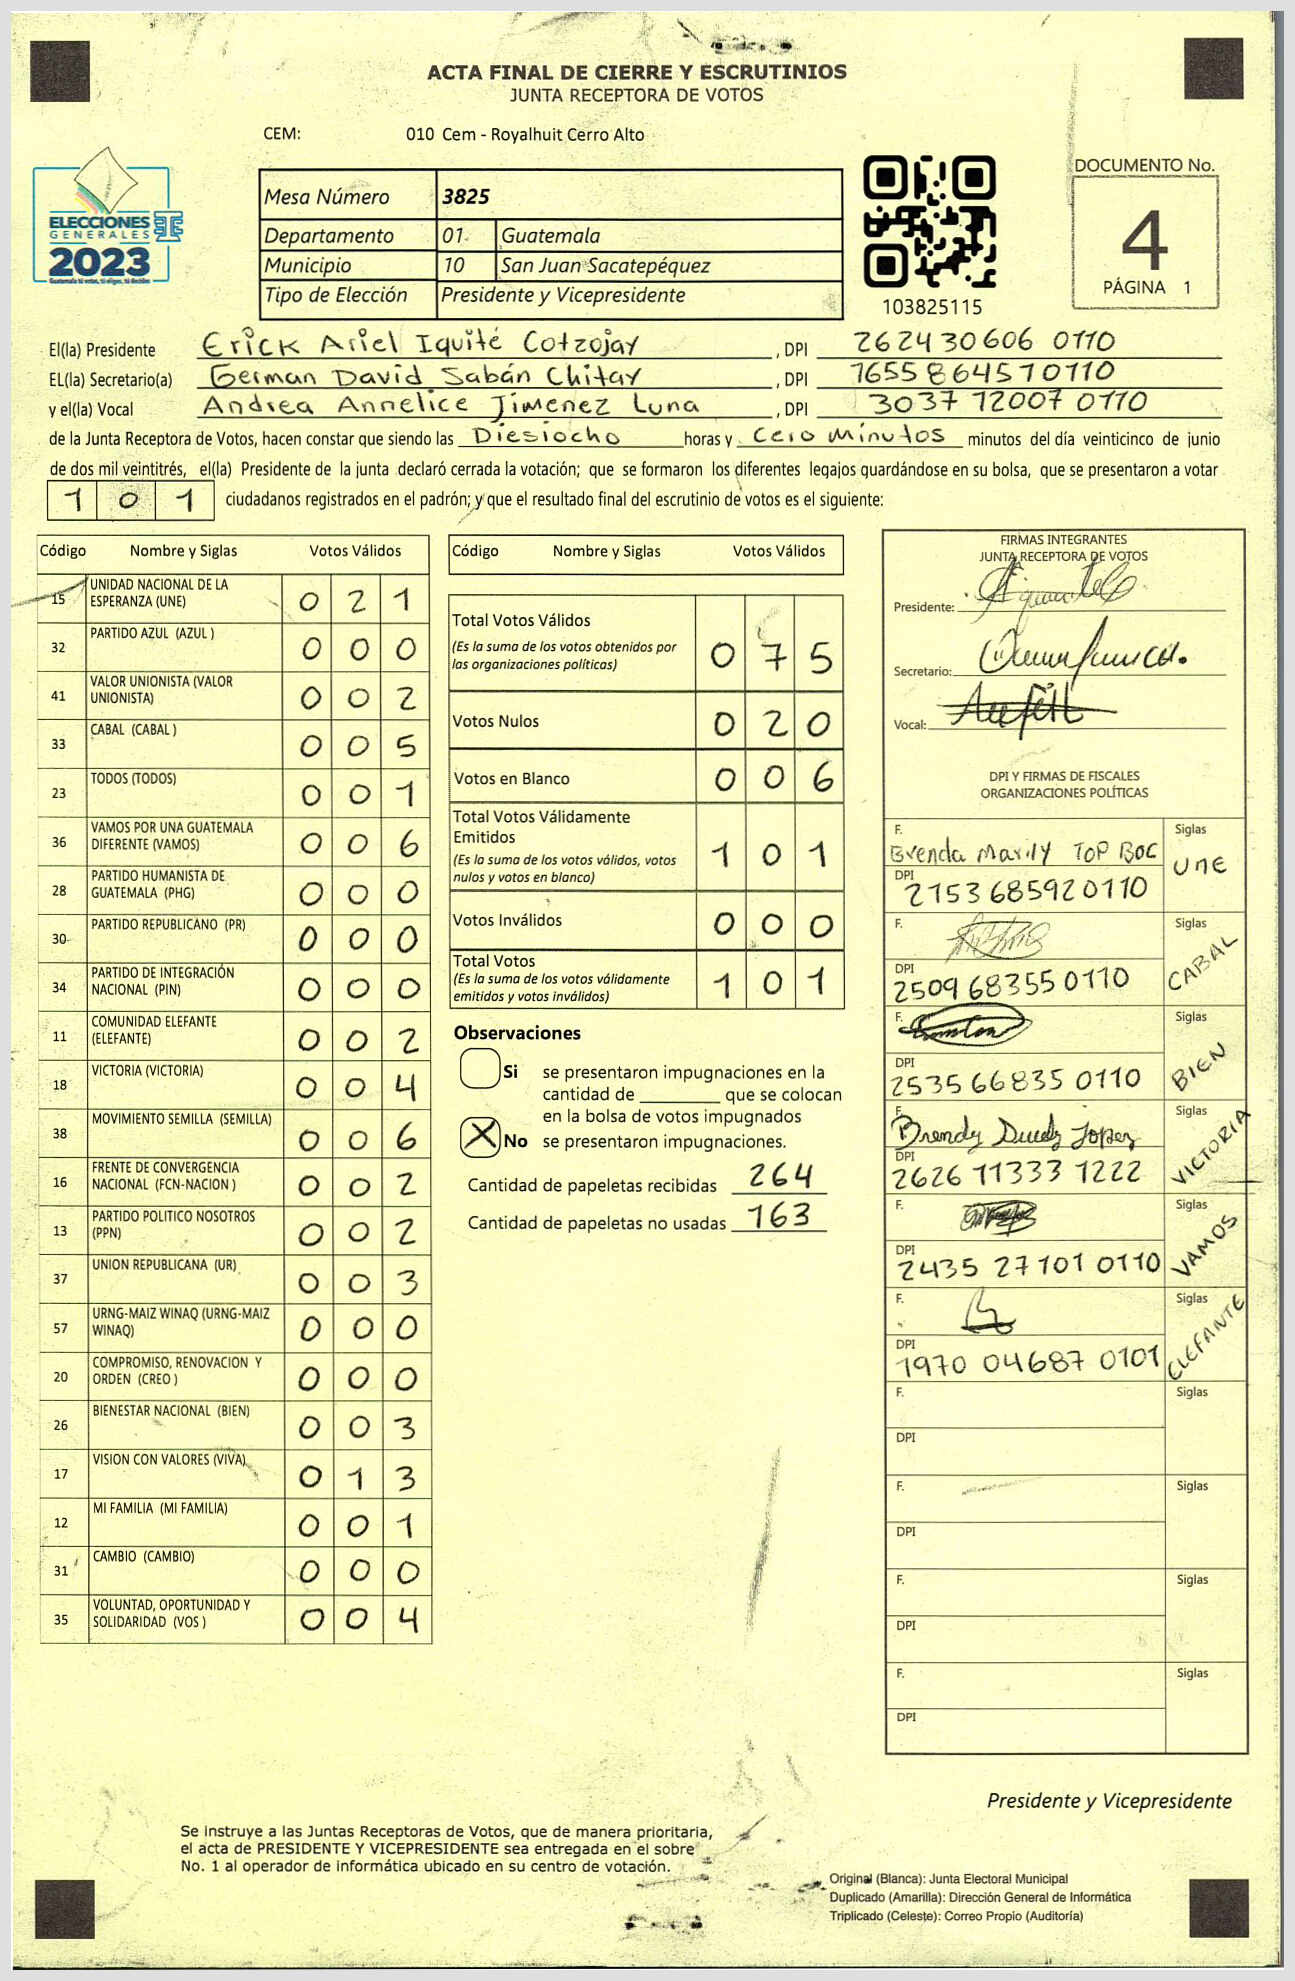 ACTA FINAL DE CIERRE Y ESCRUTINIOS
JUNTA RECEPTORA DE VOTOS
CEM: 010 Cem - Royalhuit Cerro Alto
ELECCIONES
GENERALES
2023
Guatemala tú votas, tú eliges, tú decides
Mesa Número 3825
Departamento 01 Guatemala
Municipio 10 San Juan Sacatepéquez
Tipo de Elección Presidente y Vicepresidente
103825115
DOCUMENTO No.
4
PÁGINA 1
El(la) Presidente Erick Ariel Iquité Cotzojay , DPI 262430606 0110
EL(la) Secretario(a) German David Sabán Chitay , DPI 1655864570110
y el(la) Vocal Andrea Annelice Jimenez Luna , DPI 3037 12007 0110
de la Junta Receptora de Votos, hacen constar que siendo las Diesiocho horas y Cero Minutos minutos del día veinticinco de junio
de dos mil veintitrés, el(la) Presidente de la junta declaró cerrada la votación; que se formaron los diferentes legajos guardándose en su bolsa, que se presentaron a votar
1 0 1 ciudadanos registrados en el padrón; y que el resultado final del escrutinio de votos es el siguiente:
Código Nombre y Siglas Votos Válidos
15 UNIDAD NACIONAL DE LA ESPERANZA (UNE) 0 2 1
32 PARTIDO AZUL (AZUL ) 0 0 0
41 VALOR UNIONISTA (VALOR UNIONISTA) 0 0 2
33 CABAL (CABAL ) 0 0 5
23 TODOS (TODOS) 0 0 1
36 VAMOS POR UNA GUATEMALA DIFERENTE (VAMOS) 0 0 6
28 PARTIDO HUMANISTA DE GUATEMALA (PHG) 0 0 0
30 PARTIDO REPUBLICANO (PR) 0 0 0
34 PARTIDO DE INTEGRACIÓN NACIONAL (PIN) 0 0 0
11 COMUNIDAD ELEFANTE (ELEFANTE) 0 0 2
18 VICTORIA (VICTORIA) 0 0 4
38 MOVIMIENTO SEMILLA (SEMILLA) 0 0 6
16 FRENTE DE CONVERGENCIA NACIONAL (FCN-NACION ) 0 0 2
13 PARTIDO POLITICO NOSOTROS (PPN) 0 0 2
37 UNION REPUBLICANA (UR) 0 0 3
57 URNG-MAIZ WINAQ (URNG-MAIZ WINAQ) 0 0 0
20 COMPROMISO, RENOVACION Y ORDEN (CREO ) 0 0 0
26 BIENESTAR NACIONAL (BIEN) 0 0 3
17 VISION CON VALORES (VIVA) 0 1 3
12 MI FAMILIA (MI FAMILIA) 0 0 1
31 CAMBIO (CAMBIO) 0 0 0
35 VOLUNTAD, OPORTUNIDAD Y SOLIDARIDAD (VOS ) 0 0 4
Código Nombre y Siglas Votos Válidos
Total Votos Válidos 0 7 5
(Es la suma de los votos obtenidos por
las organizaciones políticas)
Votos Nulos 0 2 0
Votos en Blanco 0 0 6
Total Votos Válidamente
Emitidos 1 0 1
(Es la suma de los votos válidos, votos
nulos y votos en blanco)
Votos Inválidos 0 0 0
Total Votos 1 0 1
(Es la suma de los votos válidamente
emitidos y votos inválidos)
Observaciones
Si se presentaron impugnaciones en la
cantidad de ________ que se colocan
en la bolsa de votos impugnados
X No se presentaron impugnaciones.
Cantidad de papeletas recibidas 264
Cantidad de papeletas no usadas 163
FIRMAS INTEGRANTES
JUNTA RECEPTORA DE VOTOS
Presidente:
Secretario:
Vocal:
DPI Y FIRMAS DE FISCALES
ORGANIZACIONES POLÍTICAS
F. Brenda Marily TOP BOC Siglas UNE
DPI 2153 68592 0110
F. Siglas CABAL
DPI 2509 68355 0110
F. Siglas BIEN
DPI 2535 66835 0110
F. Siglas VICTORIA
DPI 2626 11333 1222
F. Siglas VAMOS
DPI 2435 27101 0110
F. Siglas ELEFANTE
DPI 1970 04687 0101
F. Siglas
DPI
F. Siglas
DPI
F. Siglas
DPI
F. Siglas
DPI
Presidente y Vicepresidente
Se instruye a las Juntas Receptoras de Votos, que de manera prioritaria,
el acta de PRESIDENTE Y VICEPRESIDENTE sea entregada en el sobre
No. 1 al operador de informática ubicado en su centro de votación.
Original (Blanca): Junta Electoral Municipal
Duplicado (Amarilla): Dirección General de Informática
Triplicado (Celeste): Correo Propio (Auditoría)